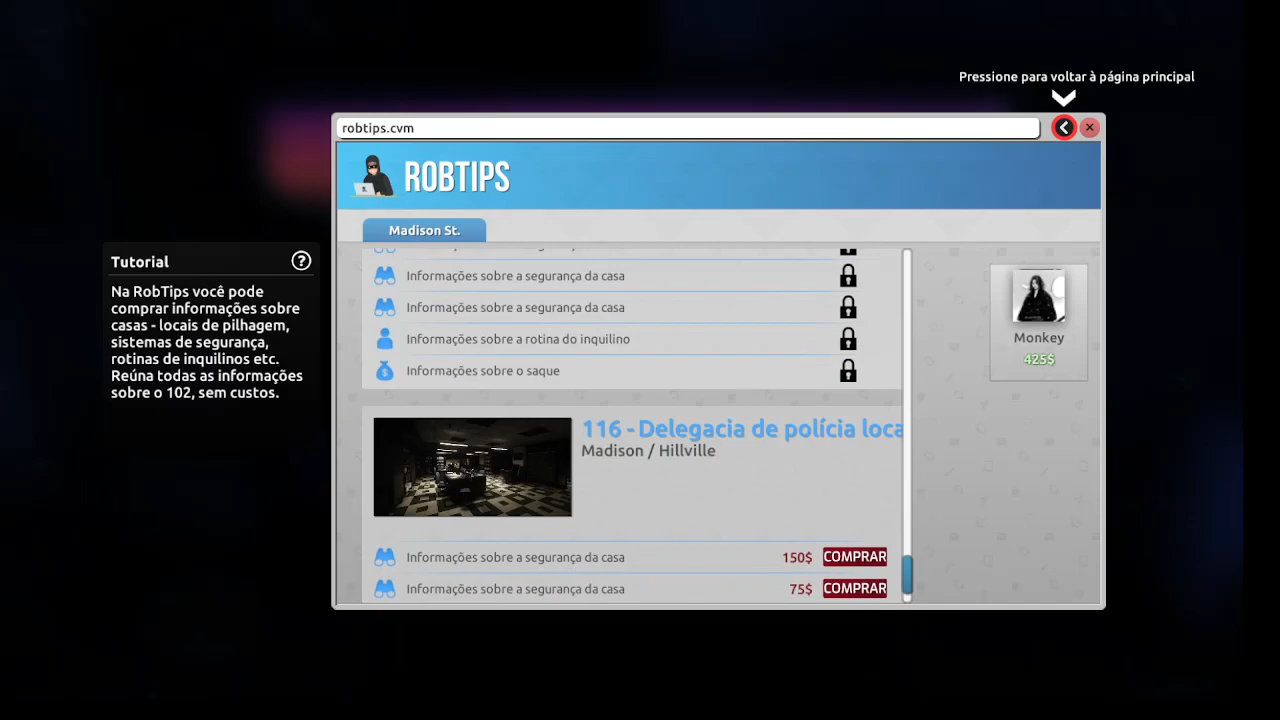 Pressione para voltar à página principal
robtips.cvm
ROBTIPS
Madison St.
Tutorial
?
Na RobTips você pode
comprar informações sobre
casas - locais de pilhagem,
sistemas de segurança,
rotinas de inquilinos etc.
Reúna todas as informações
sobre o 102, sem custos.
Informações sobre a segurança da casa
Informações sobre a segurança da casa
Informações sobre a rotina do inquilino
Informações sobre o saque
Monkey
425$
116 - Delegacia de polícia loca
Madison / Hillville
Informações sobre a segurança da casa 150$ COMPRAR
Informações sobre a segurança da casa 75$ COMPRAR